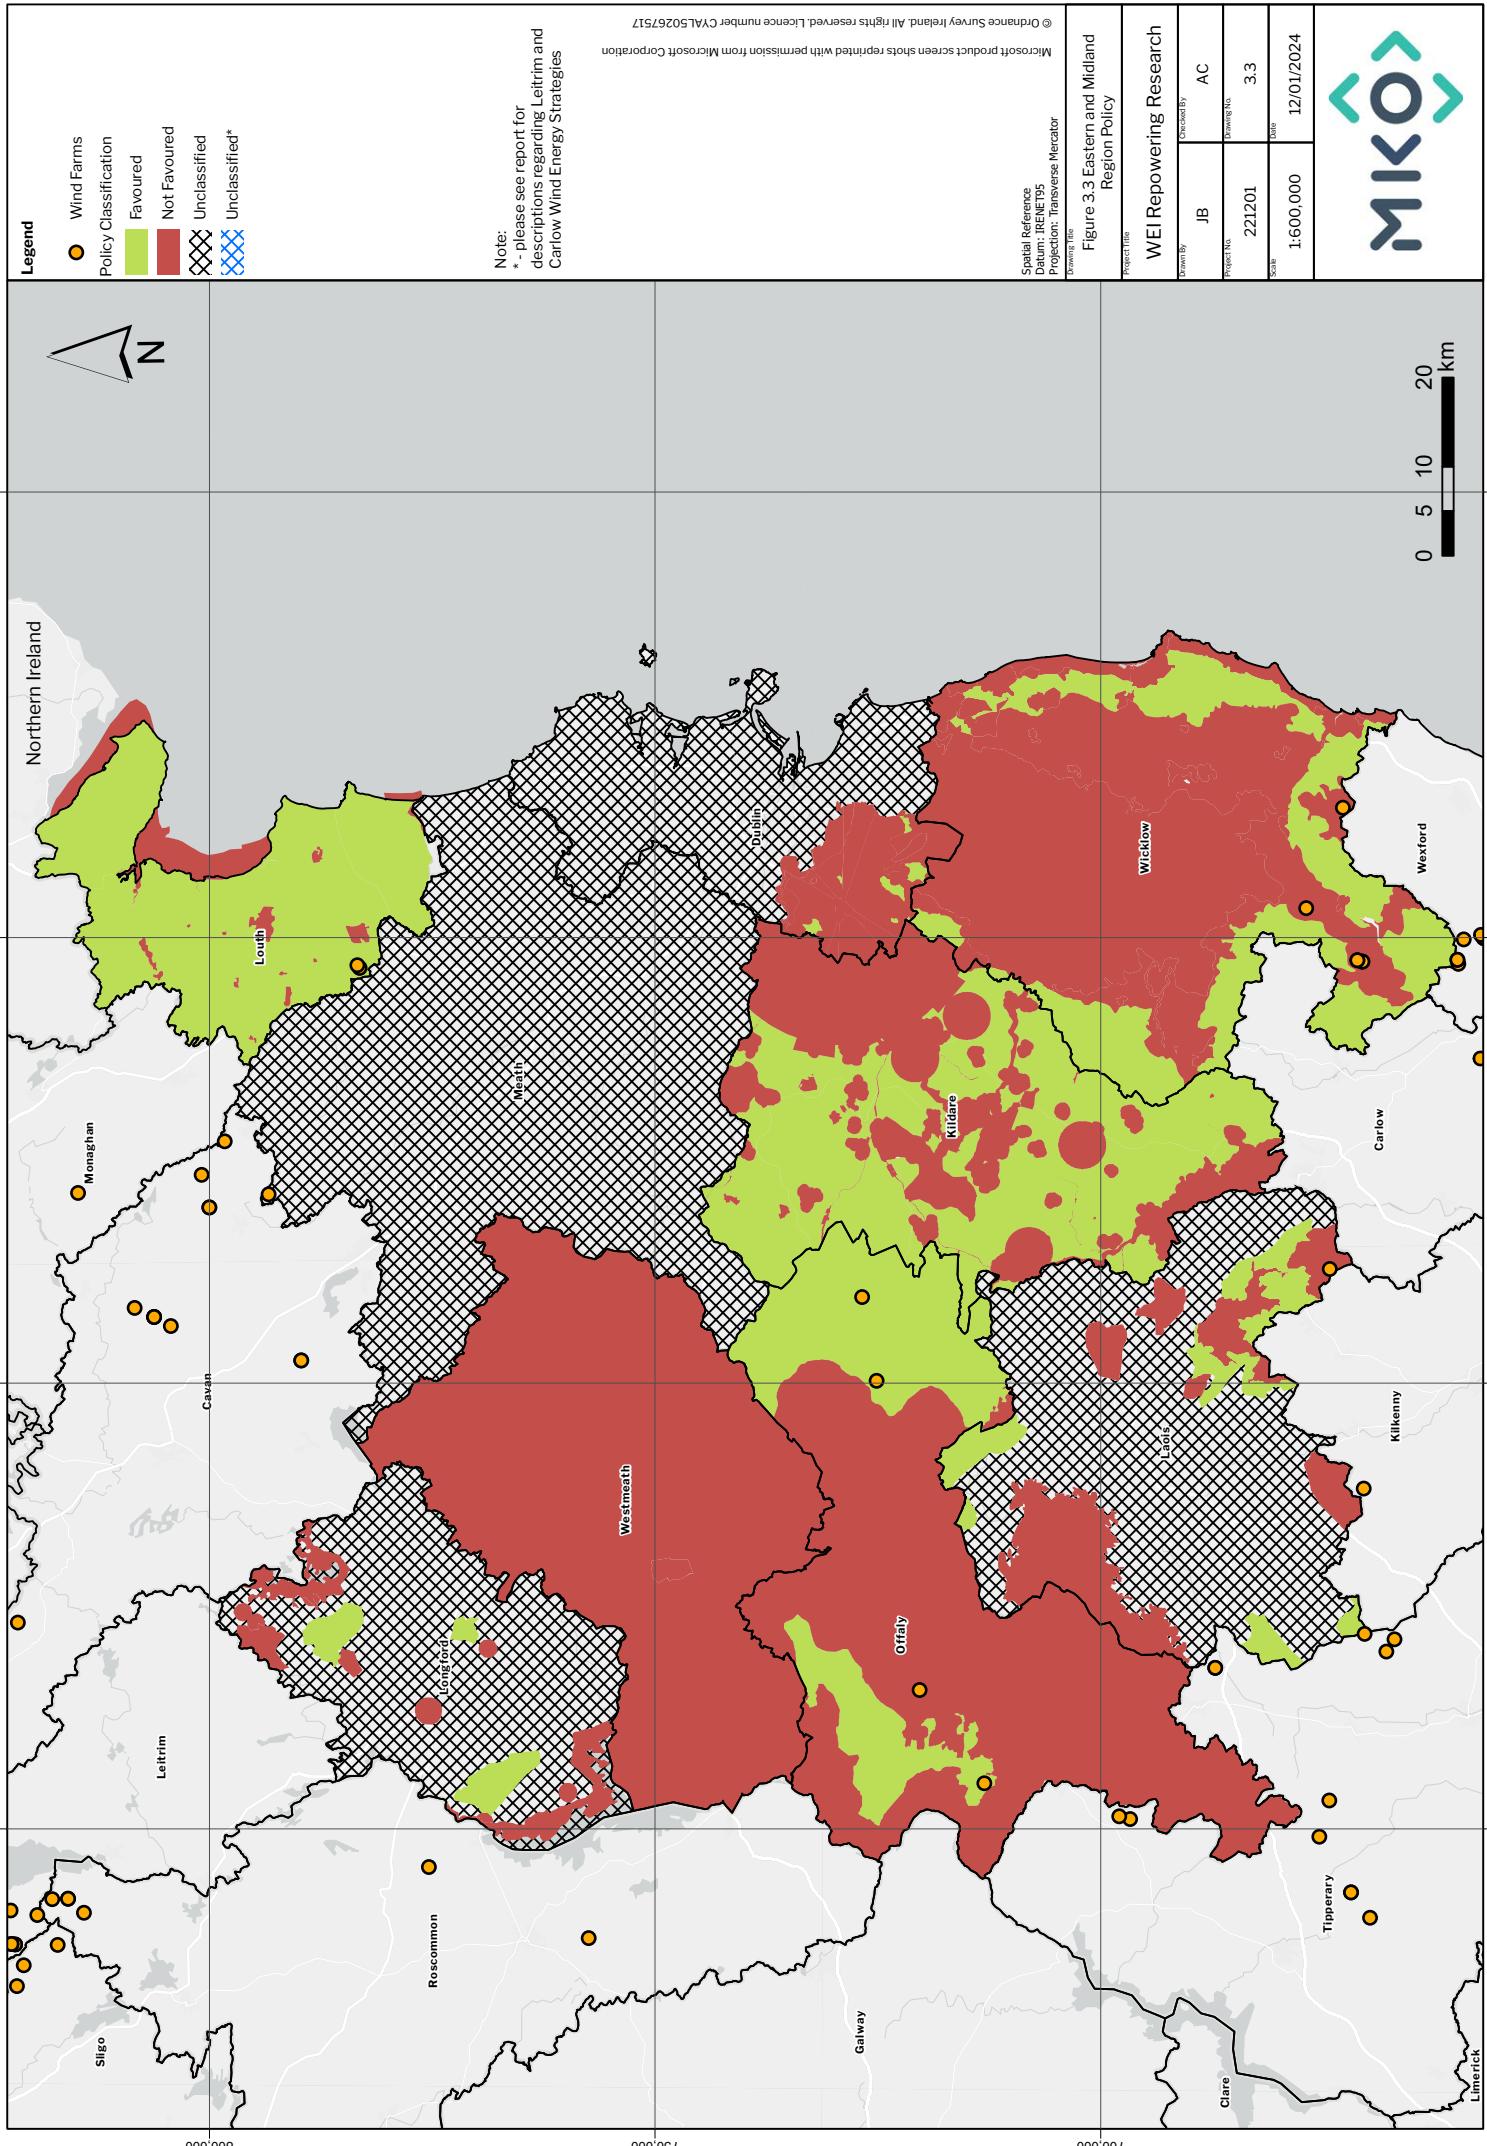 Legend
Wind Farms
Policy Classification
Favoured
Not Favoured
Unclassified
Unclassified*
Note:
* - please see report for
descriptions regarding Leitrim and
Carlow Wind Energy Strategies
Microsoft product screen shots reprinted with permission from Microsoft Corporation
© Ordnance Survey Ireland. All rights reserved. Licence number CYAL50267517
Spatial Reference
Datum: IRENET95
Projection: Transverse Mercator
Drawing Title
Figure 3.3 Eastern and Midland
Region Policy
Project Title
WEI Repowering Research
Drawn By
JB
Checked By
AC
Project No.
221201
Drawing No.
3.3
Scale
1:600,000
Date
12/01/2024
MKO
N
0 5 10 20
km
Northern Ireland
Monaghan
Louth
Cavan
Leitrim
Sligo
Roscommon
Longford
Meath
Westmeath
Dublin
Kildare
Offaly
Galway
Wicklow
Laois
Wexford
Carlow
Kilkenny
Tipperary
Clare
Limerick